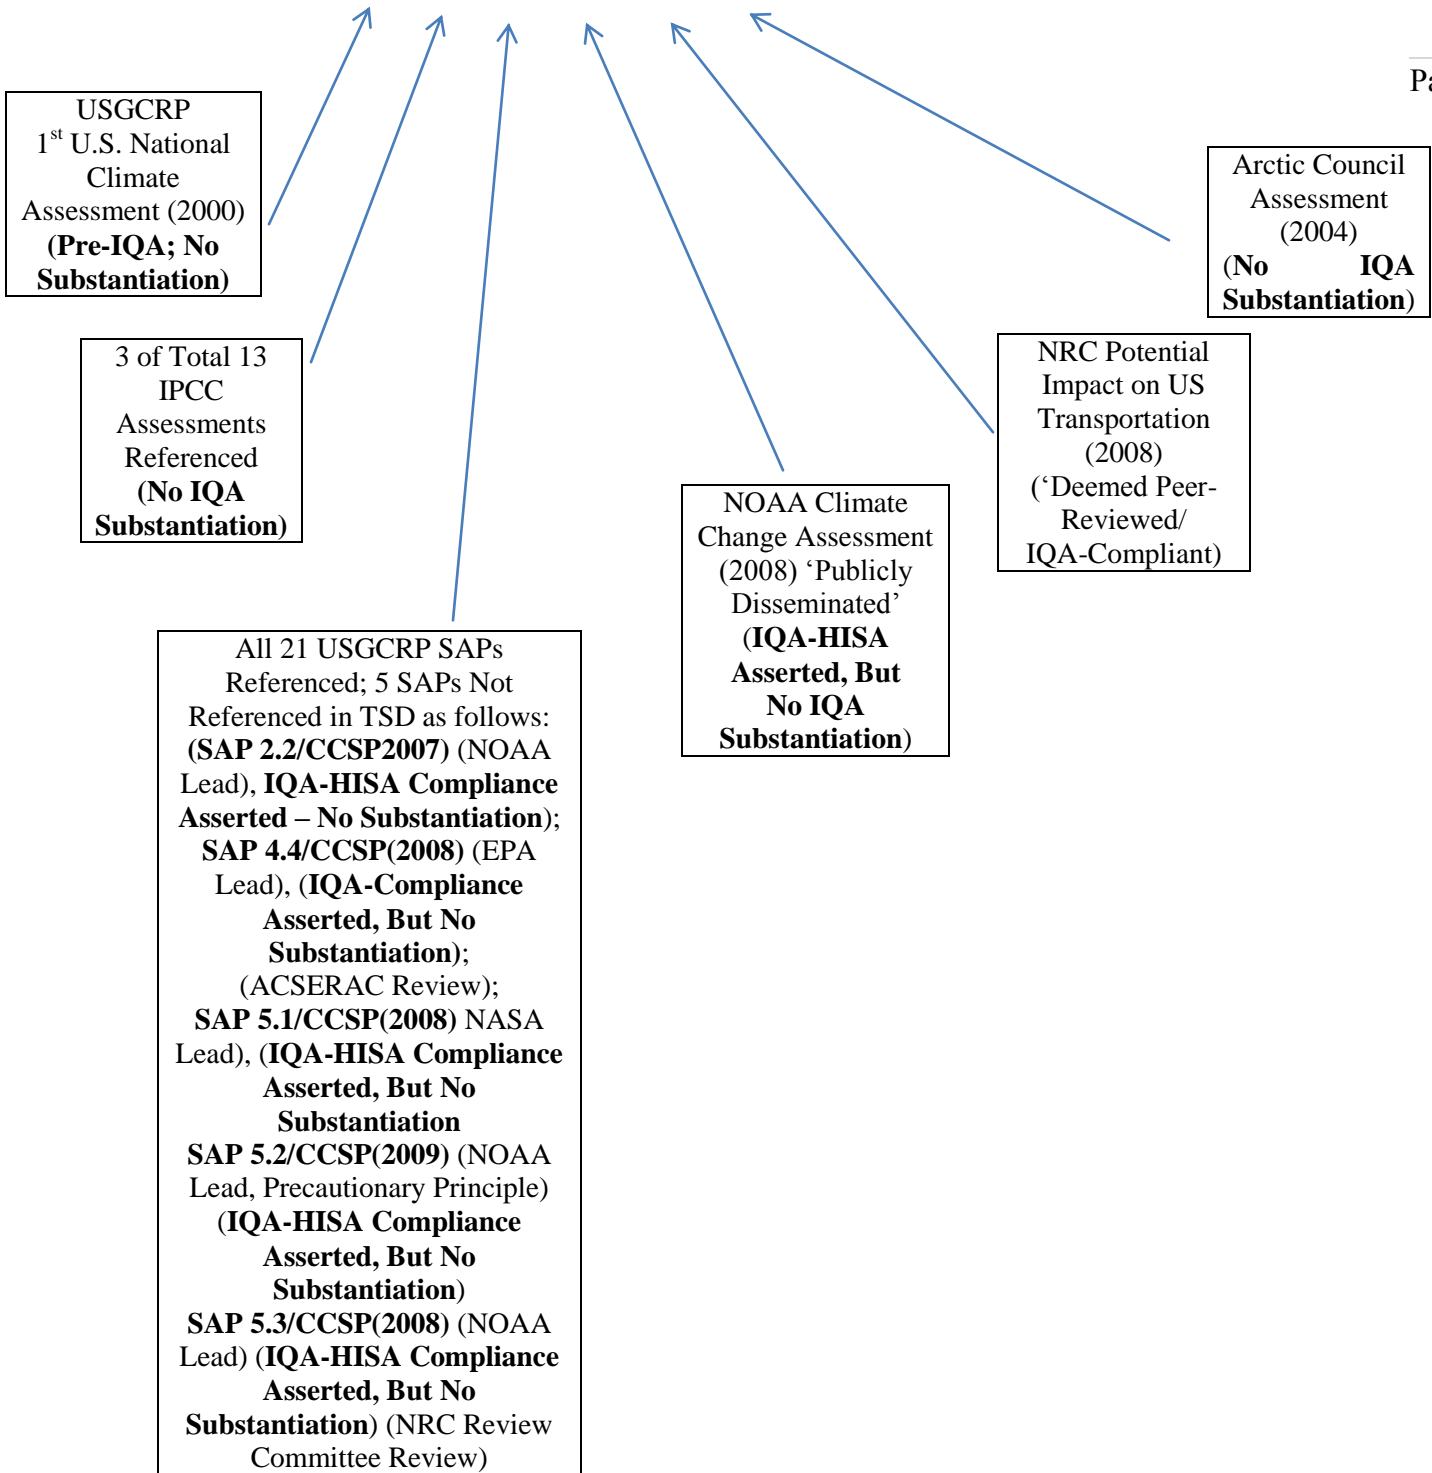 Pa
USGCRP
1st U.S. National
Climate
Assessment (2000)
(Pre-IQA; No
Substantiation)
Arctic Council
Assessment
(2004)
(No IQA
Substantiation)
3 of Total 13
IPCC
Assessments
Referenced
(No IQA
Substantiation)
NRC Potential
Impact on US
Transportation
(2008)
(‘Deemed Peer-
Reviewed/
IQA-Compliant)
NOAA Climate
Change Assessment
(2008) ‘Publicly
Disseminated’
(IQA-HISA
Asserted, But
No IQA
Substantiation)
All 21 USGCRP SAPs
Referenced; 5 SAPs Not
Referenced in TSD as follows:
(SAP 2.2/CCSP2007) (NOAA
Lead), IQA-HISA Compliance
Asserted – No Substantiation);
SAP 4.4/CCSP(2008) (EPA
Lead), (IQA-Compliance
Asserted, But No
Substantiation);
(ACSERAC Review);
SAP 5.1/CCSP(2008) NASA
Lead), (IQA-HISA Compliance
Asserted, But No
Substantiation
SAP 5.2/CCSP(2009) (NOAA
Lead, Precautionary Principle)
(IQA-HISA Compliance
Asserted, But No
Substantiation)
SAP 5.3/CCSP(2008) (NOAA
Lead) (IQA-HISA Compliance
Asserted, But No
Substantiation) (NRC Review
Committee Review)